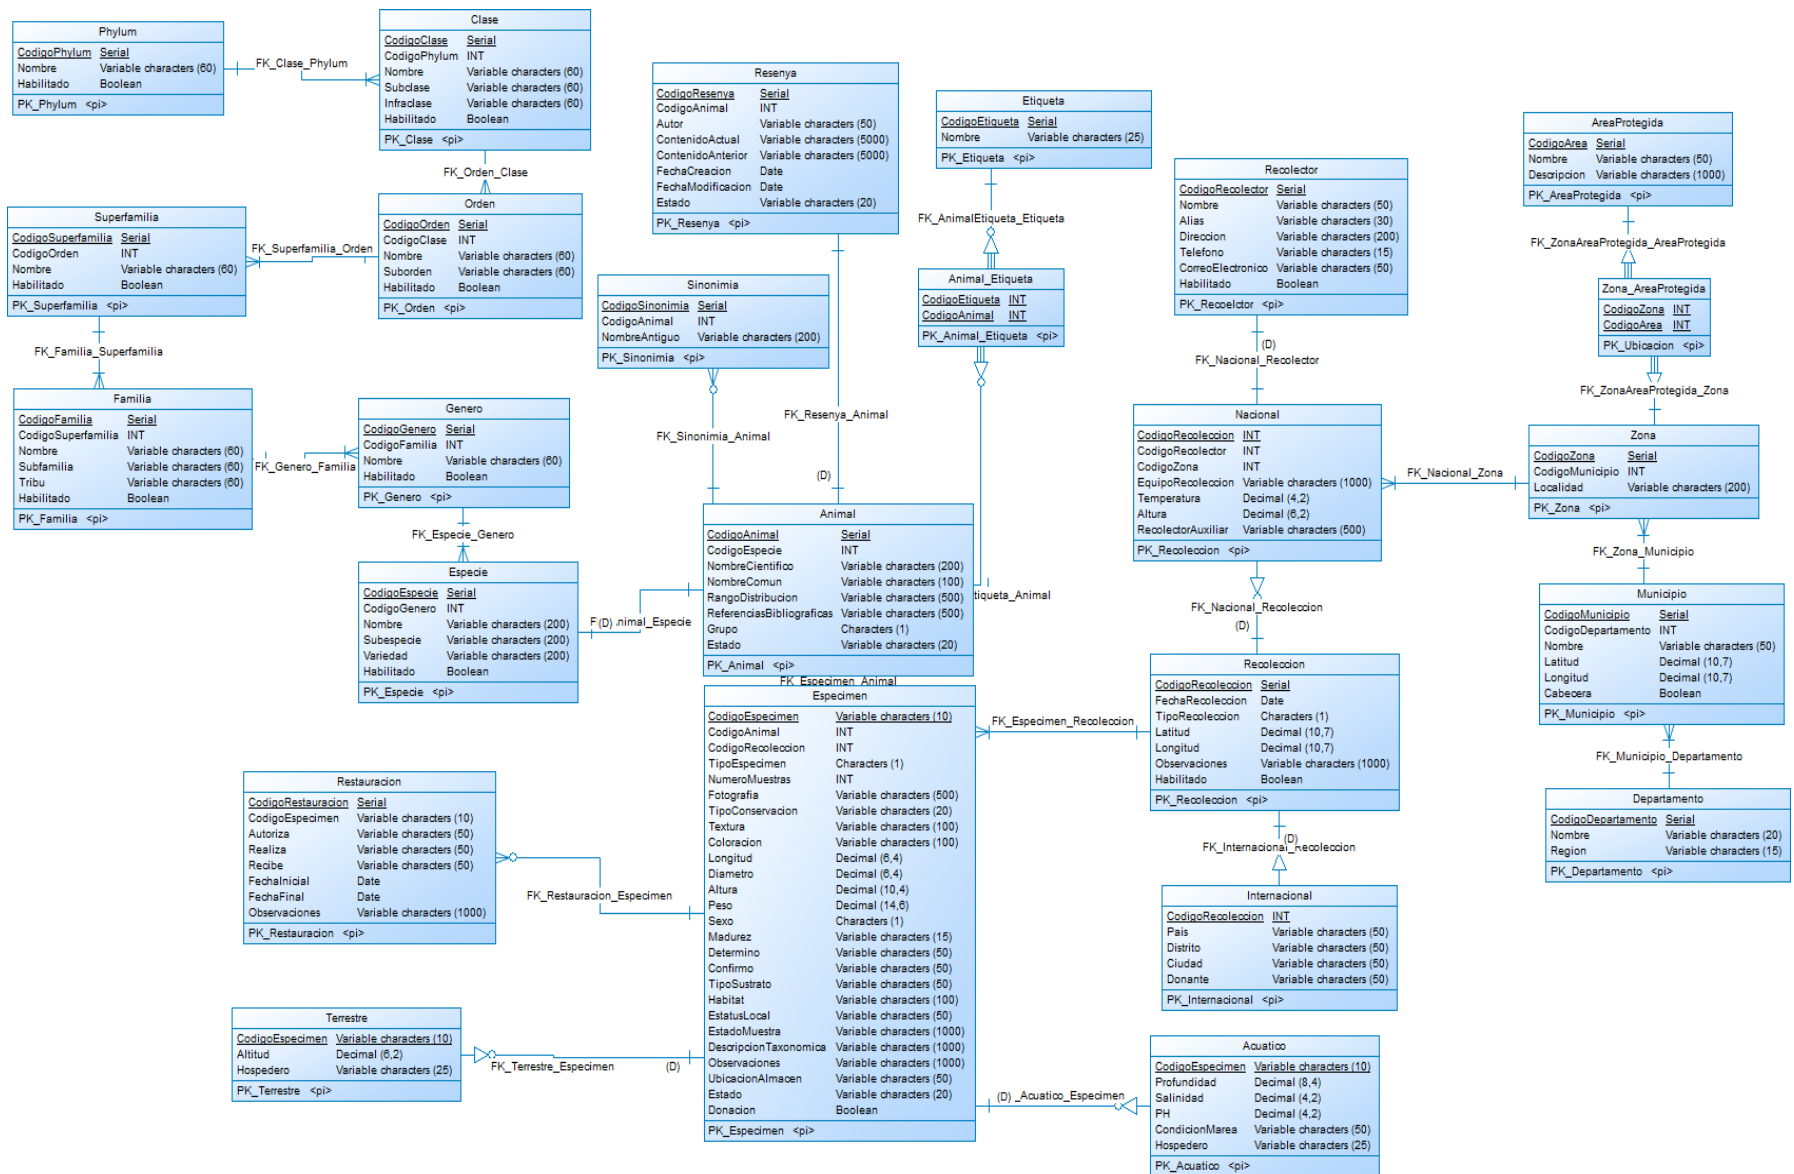 Phylum
CodigoPhylum Serial
Nombre Variable characters (60)
Habilitado Boolean
PK_Phylum <pi>
FK_Clase_Phylum
Clase
CodigoClase Serial
CodigoPhylum INT
Nombre Variable characters (60)
Subclase Variable characters (60)
Infraclase Variable characters (60)
Habilitado Boolean
PK_Clase <pi>
FK_Orden_Clase
Superfamilia
CodigoSuperfamilia Serial
CodigoOrden INT
Nombre Variable characters (60)
Habilitado Boolean
PK_Superfamilia <pi>
FK_Superfamilia_Orden
Orden
CodigoOrden Serial
CodigoClase INT
Nombre Variable characters (60)
Suborden Variable characters (60)
Habilitado Boolean
PK_Orden <pi>
FK_Familia_Superfamilia
Familia
CodigoFamilia Serial
CodigoSuperfamilia INT
Nombre Variable characters (60)
Subfamilia Variable characters (60)
Tribu Variable characters (60)
Habilitado Boolean
PK_Familia <pi>
FK_Genero_Familia
Genero
CodigoGenero Serial
CodigoFamilia INT
Nombre Variable characters (60)
Habilitado Boolean
PK_Genero <pi>
FK_Especie_Genero
Especie
CodigoEspecie Serial
CodigoGenero INT
Nombre Variable characters (200)
Subespecie Variable characters (200)
Variedad Variable characters (200)
Habilitado Boolean
PK_Especie <pi>
F(D) .nimal_Especie
Resenya
CodigoResenya Serial
CodigoAnimal INT
Autor Variable characters (50)
ContenidoActual Variable characters (5000)
ContenidoAnterior Variable characters (5000)
FechaCreacion Date
FechaModificacion Date
Estado Variable characters (20)
PK_Resenya <pi>
FK_Resenya_Animal
(D)
Sinonimia
CodigoSinonimia Serial
CodigoAnimal INT
NombreAntiguo Variable characters (200)
PK_Sinonimia <pi>
FK_Sinonimia_Animal
Etiqueta
CodigoEtiqueta Serial
Nombre Variable characters (25)
PK_Etiqueta <pi>
FK_AnimalEtiqueta_Etiqueta
Animal_Etiqueta
CodigoEtiqueta INT
CodigoAnimal INT
PK_Animal_Etiqueta <pi>
tiqueta_Animal
Animal
CodigoAnimal Serial
CodigoEspecie INT
NombreCientifico Variable characters (200)
NombreComun Variable characters (100)
RangoDistribucion Variable characters (500)
ReferenciasBibliograficas Variable characters (500)
Grupo Characters (1)
Estado Variable characters (20)
PK_Animal <pi>
FK_Especimen_Animal
Especimen
CodigoEspecimen Variable characters (10)
CodigoAnimal INT
CodigoRecoleccion INT
TipoEspecimen Characters (1)
NumeroMuestras INT
Fotografia Variable characters (500)
TipoConservacion Variable characters (20)
Textura Variable characters (100)
Coloracion Variable characters (100)
Longitud Decimal (6,4)
Diametro Decimal (6,4)
Altura Decimal (10,4)
Peso Decimal (14,6)
Sexo Characters (1)
Madurez Variable characters (15)
Determino Variable characters (50)
Confirmo Variable characters (50)
TipoSustrato Variable characters (50)
Habitat Variable characters (100)
EstatusLocal Variable characters (50)
EstadoMuestra Variable characters (1000)
DescripcionTaxonomica Variable characters (1000)
Observaciones Variable characters (1000)
UbicacionAlmacen Variable characters (50)
Estado Variable characters (20)
Donacion Boolean
PK_Especimen <pi>
Restauracion
CodigoRestauracion Serial
CodigoEspecimen Variable characters (10)
Autoriza Variable characters (50)
Realiza Variable characters (50)
Recibe Variable characters (50)
FechaInicial Date
FechaFinal Date
Observaciones Variable characters (1000)
PK_Restauracion <pi>
FK_Restauracion_Especimen
Terrestre
CodigoEspecimen Variable characters (10)
Altitud Decimal (6,2)
Hospedero Variable characters (25)
PK_Terrestre <pi>
FK_Terrestre_Especimen
(D)
Recolector
CodigoRecolector Serial
Nombre Variable characters (50)
Alias Variable characters (30)
Direccion Variable characters (200)
Telefono Variable characters (15)
CorreoElectronico Variable characters (50)
Habilitado Boolean
PK_Recoelctor <pi>
(D)
FK_Nacional_Recolector
Nacional
CodigoRecoleccion INT
CodigoRecolector INT
CodigoZona INT
EquipoRecoleccion Variable characters (1000)
Temperatura Decimal (4,2)
Altura Decimal (6,2)
RecolectorAuxiliar Variable characters (500)
PK_Recoleccion <pi>
FK_Nacional_Recoleccion
(D)
FK_Nacional_Zona
Recoleccion
CodigoRecoleccion Serial
FechaRecoleccion Date
TipoRecoleccion Characters (1)
Latitud Decimal (10,7)
Longitud Decimal (10,7)
Observaciones Variable characters (1000)
Habilitado Boolean
PK_Recoleccion <pi>
FK_Especimen_Recoleccion
(D)
FK_Internacional_Recoleccion
Internacional
CodigoRecoleccion INT
Pais Variable characters (50)
Distrito Variable characters (50)
Ciudad Variable characters (50)
Donante Variable characters (50)
PK_Internacional <pi>
Acuatico
CodigoEspecimen Variable characters (10)
Profundidad Decimal (8,4)
Salinidad Decimal (4,2)
PH Decimal (4,2)
CondicionMarea Variable characters (50)
Hospedero Variable characters (25)
PK_Acuatico <pi>
(D) _Acuatico_Especimen
AreaProtegida
CodigoArea Serial
Nombre Variable characters (50)
Descripcion Variable characters (1000)
PK_AreaProtegida <pi>
FK_ZonaAreaProtegida_AreaProtegida
Zona_AreaProtegida
CodigoZona INT
CodigoArea INT
PK_Ubicacion <pi>
FK_ZonaAreaProtegida_Zona
Zona
CodigoZona Serial
CodigoMunicipio INT
Localidad Variable characters (200)
PK_Zona <pi>
FK_Zona_Municipio
Municipio
CodigoMunicipio Serial
CodigoDepartamento INT
Nombre Variable characters (50)
Latitud Decimal (10,7)
Longitud Decimal (10,7)
Cabecera Boolean
PK_Municipio <pi>
FK_Municipio_Departamento
Departamento
CodigoDepartamento Serial
Nombre Variable characters (20)
Region Variable characters (15)
PK_Departamento <pi>